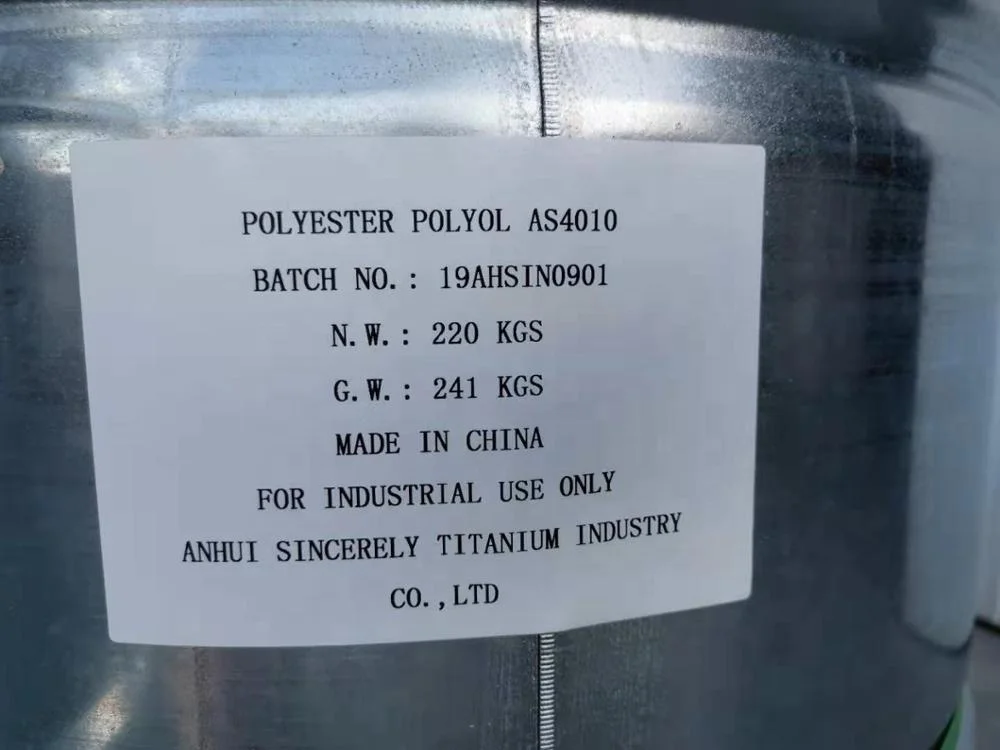 POLYESTER POLYOL AS4010
BATCH NO.: 19AHSIN0901
N.W.: 220 KGS
G.W.: 241 KGS
MADE IN CHINA
FOR INDUSTRIAL USE ONLY
ANHUI SINCERELY TITANIUM INDUSTRY
CO.,LTD